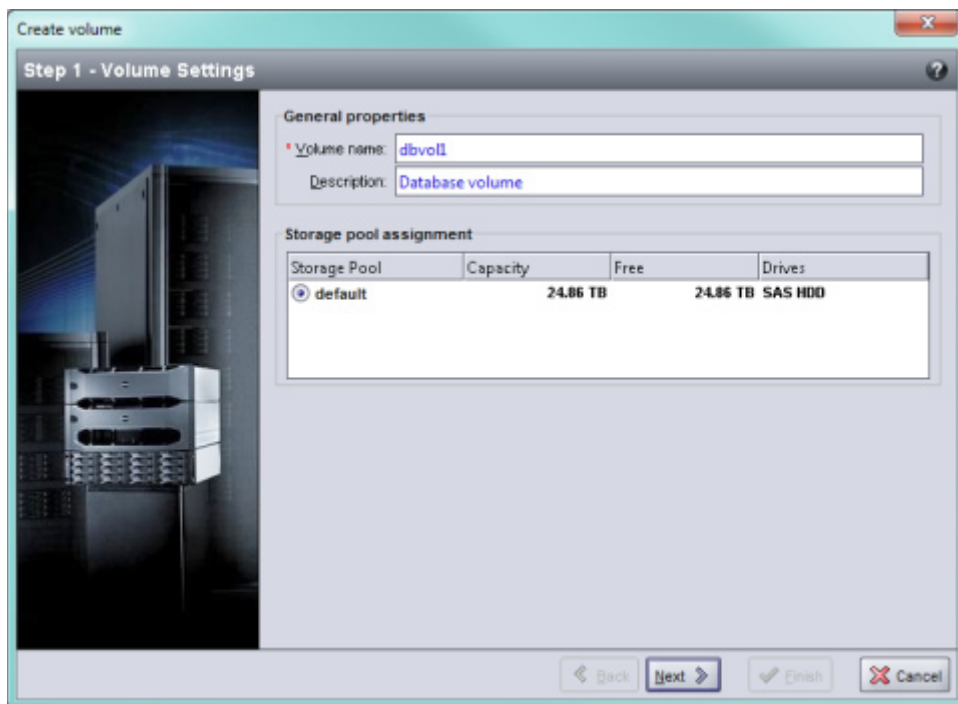 Create volume
Step 1 - Volume Settings
?
General properties
* Volume name: dbvol1
Description: Database volume
Storage pool assignment
Storage Pool Capacity Free Drives
default 24.86 TB 24.86 TB SAS HDD
Back Next Finish Cancel